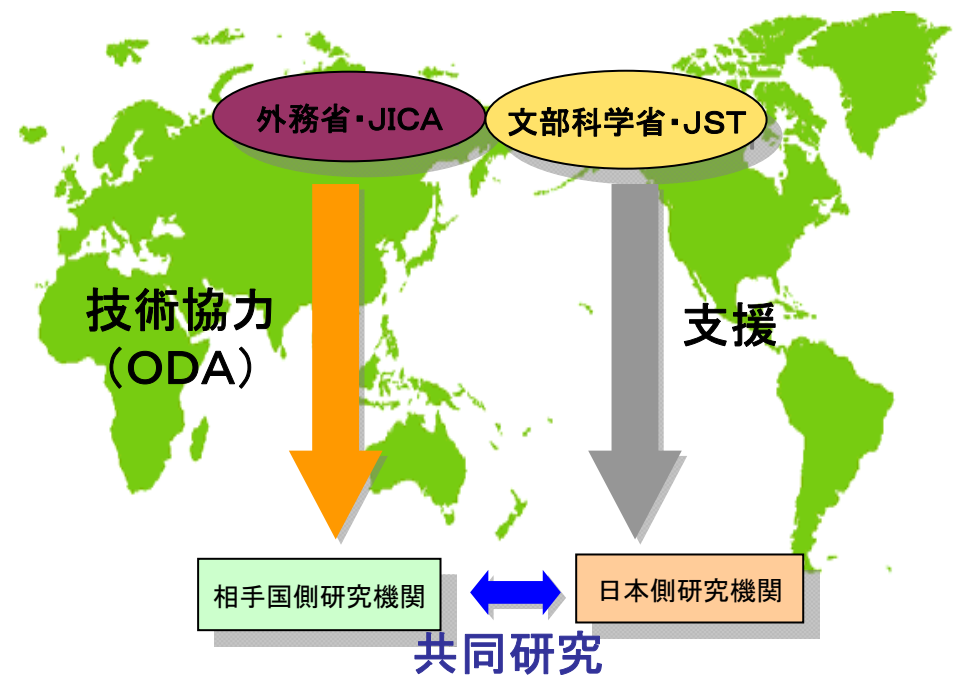 外務省・JICA
文部科学省・JST
技術協力
（ODA）
支援
相手国側研究機関
日本側研究機関
共同研究